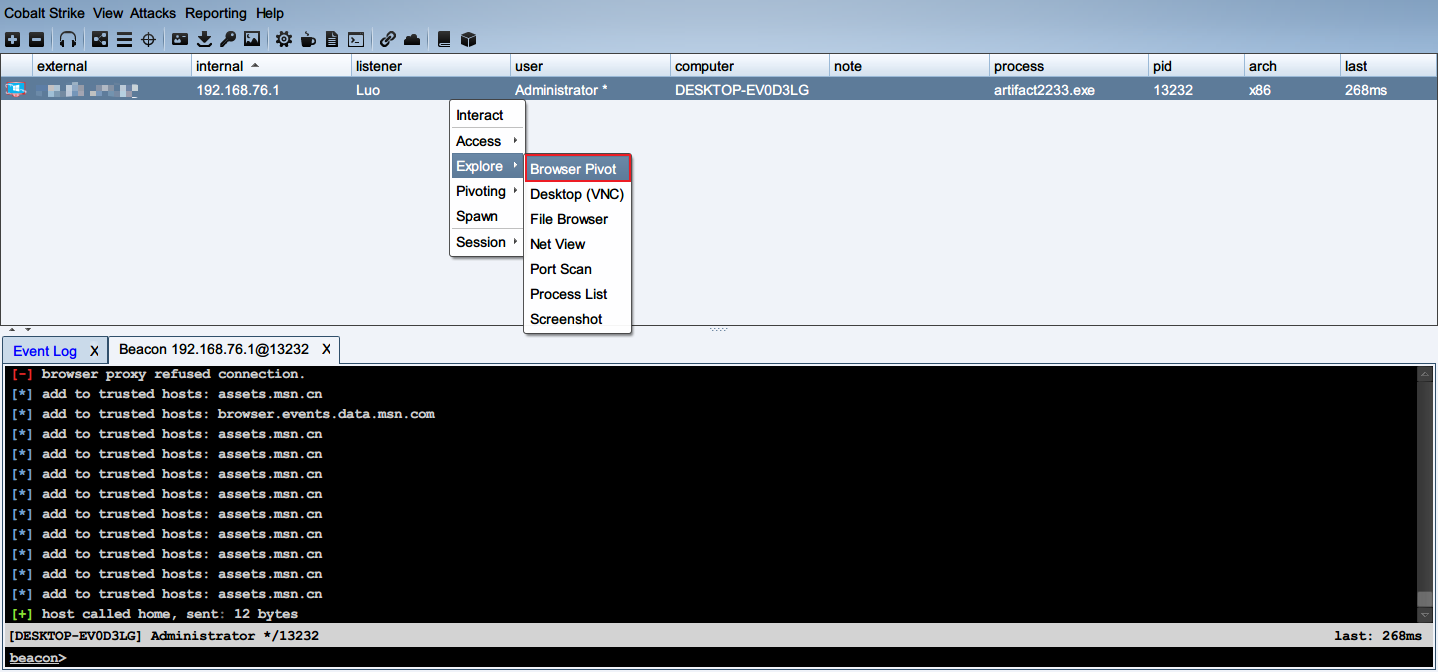 Cobalt Strike View Attacks Reporting Help
external internal listener user computer note process pid arch last
192.168.76.1 Luo Administrator * DESKTOP-EV0D3LG artifact2233.exe 13232 x86 268ms
Interact
Access
Explore
Pivoting
Spawn
Session
Browser Pivot
Desktop (VNC)
File Browser
Net View
Port Scan
Process List
Screenshot
Event Log X Beacon 192.168.76.1@13232 X
[-] browser proxy refused connection.
[*] add to trusted hosts: assets.msn.cn
[*] add to trusted hosts: browser.events.data.msn.com
[*] add to trusted hosts: assets.msn.cn
[*] add to trusted hosts: assets.msn.cn
[*] add to trusted hosts: assets.msn.cn
[*] add to trusted hosts: assets.msn.cn
[*] add to trusted hosts: assets.msn.cn
[*] add to trusted hosts: assets.msn.cn
[*] add to trusted hosts: assets.msn.cn
[*] add to trusted hosts: assets.msn.cn
[*] add to trusted hosts: assets.msn.cn
[+] host called home, sent: 12 bytes
[DESKTOP-EV0D3LG] Administrator */13232 last: 268ms
beacon>